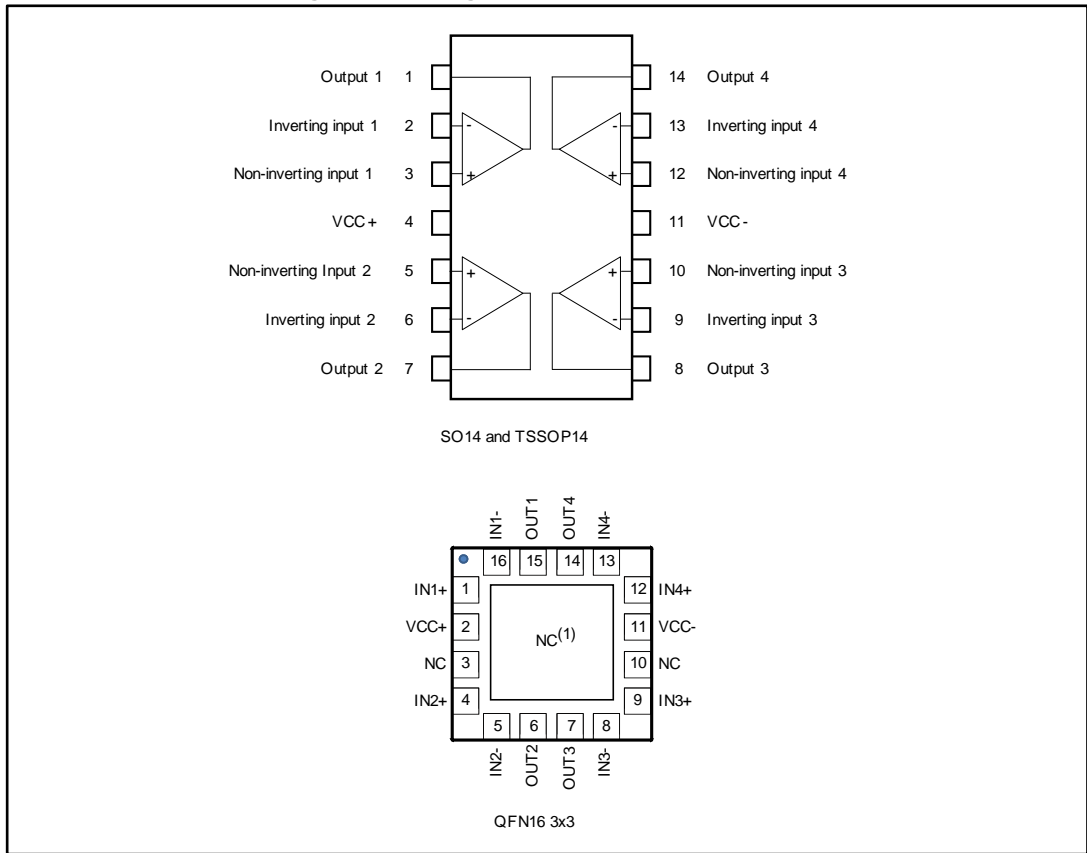 Output 1 1
14 Output 4
Inverting input 1 2
-
-
13 Inverting input 4
Non-inverting input 1 3
+
+
12 Non-inverting input 4
VCC+ 4
11 VCC-
Non-inverting Input 2 5
+
+
10 Non-inverting input 3
Inverting input 2 6
-
-
9 Inverting input 3
Output 2 7
8 Output 3
SO14 and TSSOP14
IN1-
OUT1
OUT4
IN4-
16 15 14 13
IN1+ 1
12 IN4+
VCC+ 2
11 VCC-
NC(1)
NC 3
10 NC
IN2+ 4
9 IN3+
5 6 7 8
IN2-
OUT2
OUT3
IN3-
QFN16 3x3